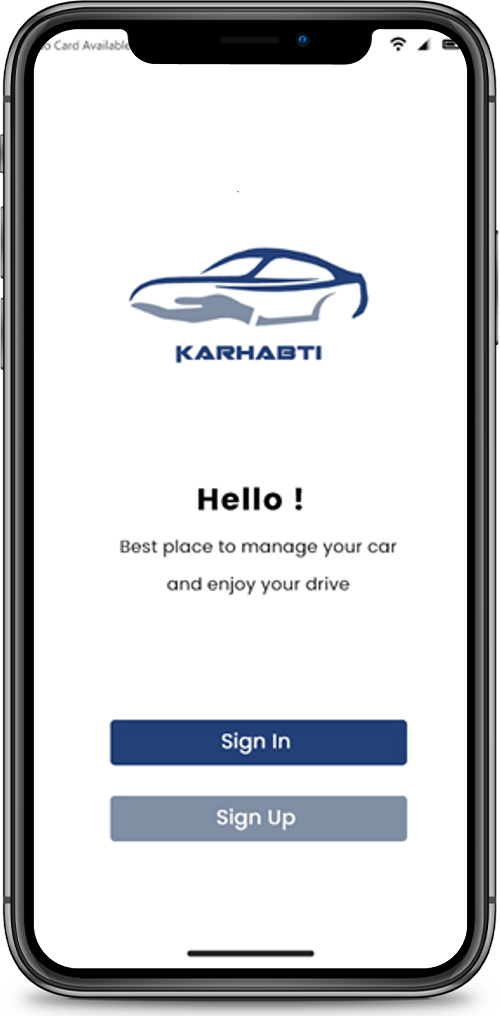 Card Available
KARHABTI
Hello !
Best place to manage your car
and enjoy your drive
Sign In
Sign Up